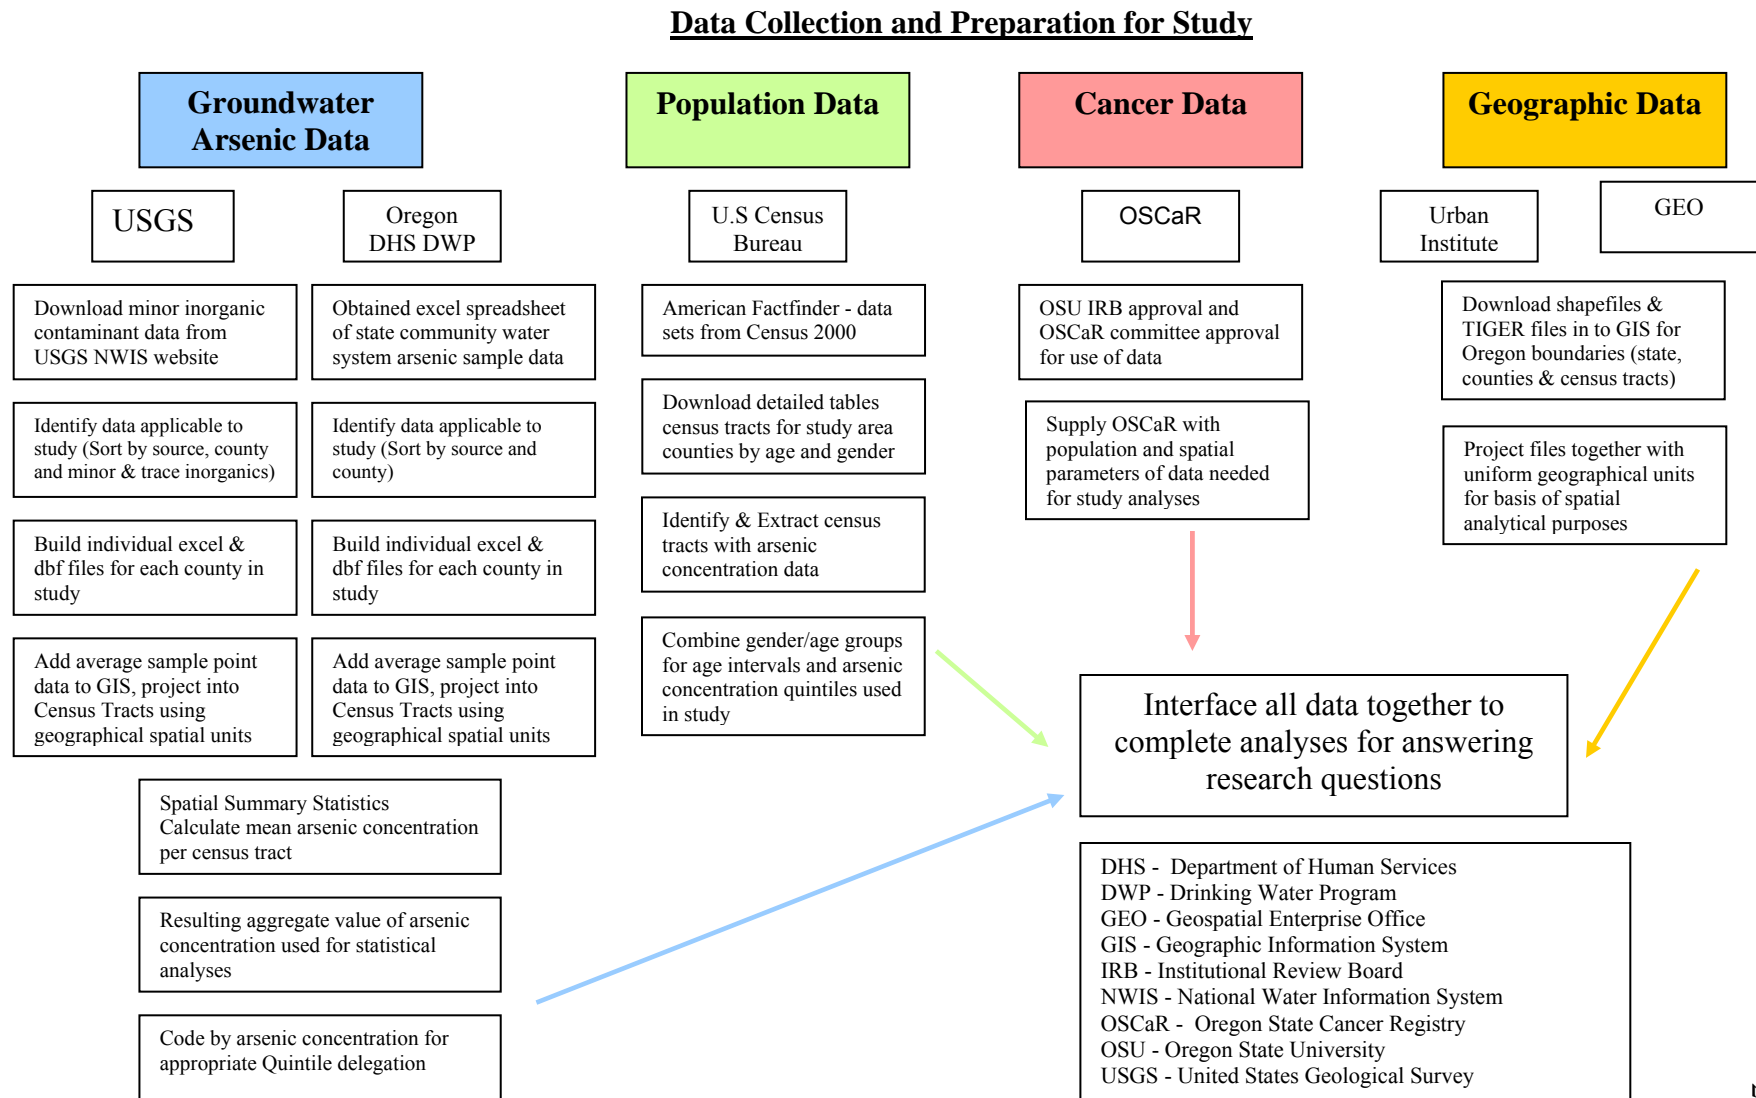 Data Collection and Preparation for Study
Groundwater
Arsenic Data
Population Data
Cancer Data
Geographic Data
USGS
Oregon
DHS DWP
U.S Census
Bureau
OSCaR
Urban
Institute
GEO
Download minor inorganic
contaminant data from
USGS NWIS website
Identify data applicable to
study (Sort by source, county
and minor & trace inorganics)
Build individual excel &
dbf files for each county in
study
Add average sample point
data to GIS, project into
Census Tracts using
geographical spatial units
Obtained excel spreadsheet
of state community water
system arsenic sample data
Identify data applicable to
study (Sort by source and
county)
Build individual excel &
dbf files for each county in
study
Add average sample point
data to GIS, project into
Census Tracts using
geographical spatial units
Spatial Summary Statistics
Calculate mean arsenic concentration
per census tract
Resulting aggregate value of arsenic
concentration used for statistical
analyses
Code by arsenic concentration for
appropriate Quintile delegation
American Factfinder - data
sets from Census 2000
Download detailed tables
census tracts for study area
counties by age and gender
Identify & Extract census
tracts with arsenic
concentration data
Combine gender/age groups
for age intervals and arsenic
concentration quintiles used
in study
OSU IRB approval and
OSCaR committee approval
for use of data
Supply OSCaR with
population and spatial
parameters of data needed
for study analyses
Download shapefiles &
TIGER files in to GIS for
Oregon boundaries (state,
counties & census tracts)
Project files together with
uniform geographical units
for basis of spatial
analytical purposes
Interface all data together to
complete analyses for answering
research questions
DHS - Department of Human Services
DWP - Drinking Water Program
GEO - Geospatial Enterprise Office
GIS - Geographic Information System
IRB - Institutional Review Board
NWIS - National Water Information System
OSCaR - Oregon State Cancer Registry
OSU - Oregon State University
USGS - United States Geological Survey